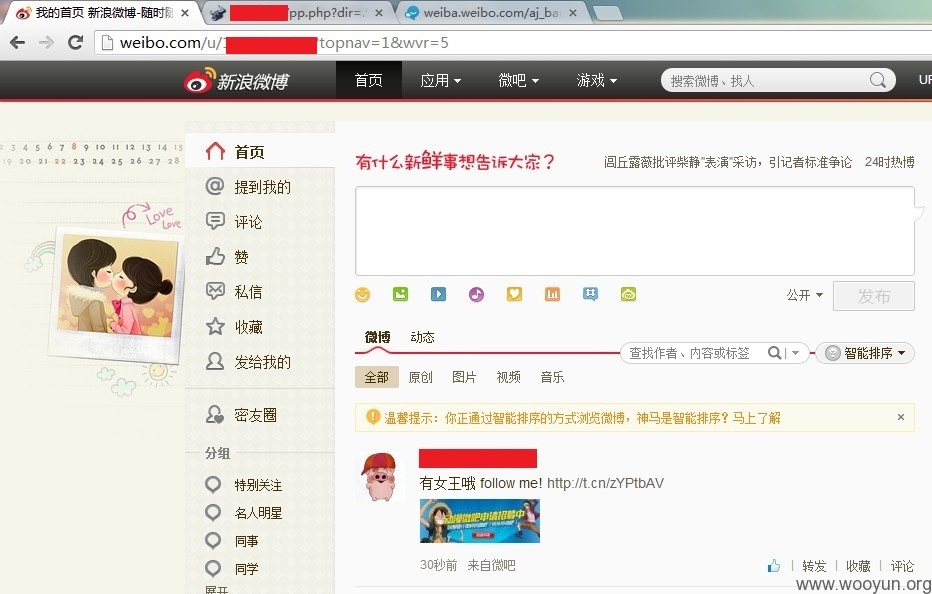 我的首页 新浪微博-随时随
pp.php?dir=
weiba.weibo.com/aj_ba
weibo.com/u/ ?topnav=1&wvr=5
新浪微博
首页
应用
微吧
游戏
搜索微博、找人
3 4 5 6 7 8 9 10 11 12 13 14 15
19 20 21 22 23 24 25 26 27 28
Love
Love
首页
提到我的
评论
赞
私信
收藏
发给我的
密友圈
分组
特别关注
名人明星
同事
同学
展开
有什么新鲜事想告诉大家?
闾丘露薇批评柴静"表演"采访，引记者标准争论 24时热博
公开
发布
微博 动态
查找作者、内容或标签
智能排序
全部 原创 图片 视频 音乐
温馨提示：你正通过智能排序的方式浏览微博，神马是智能排序？马上了解
有女王哦 follow me! http://t.cn/zYPtbAV
动漫微吧申请招募中
30秒前 来自微吧
转发 收藏 评论
www.wooyun.org